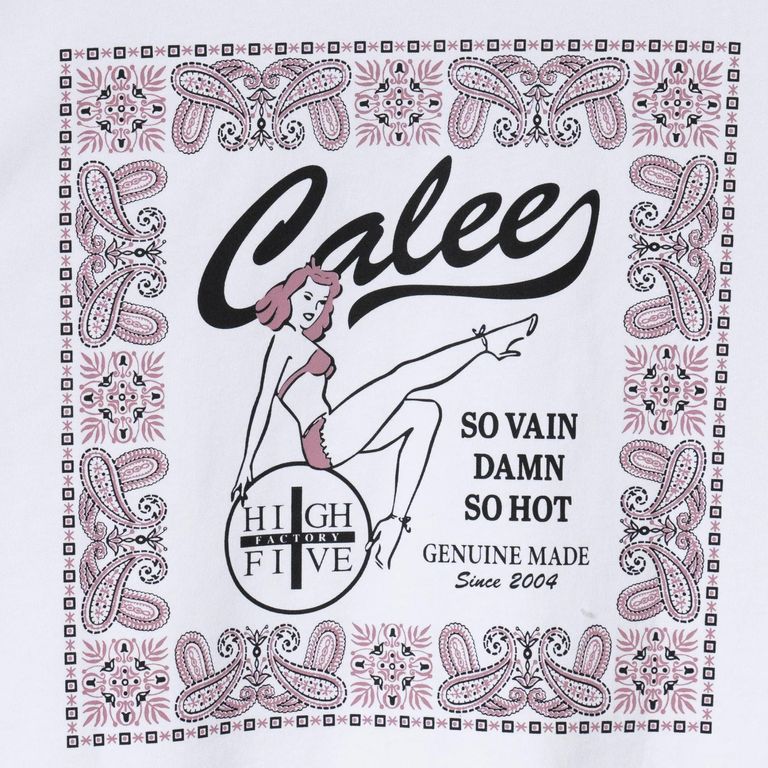 Calee
SO VAIN
DAMN
SO HOT
HIGH
FACTORY
FIVE
GENUINE MADE
Since 2004